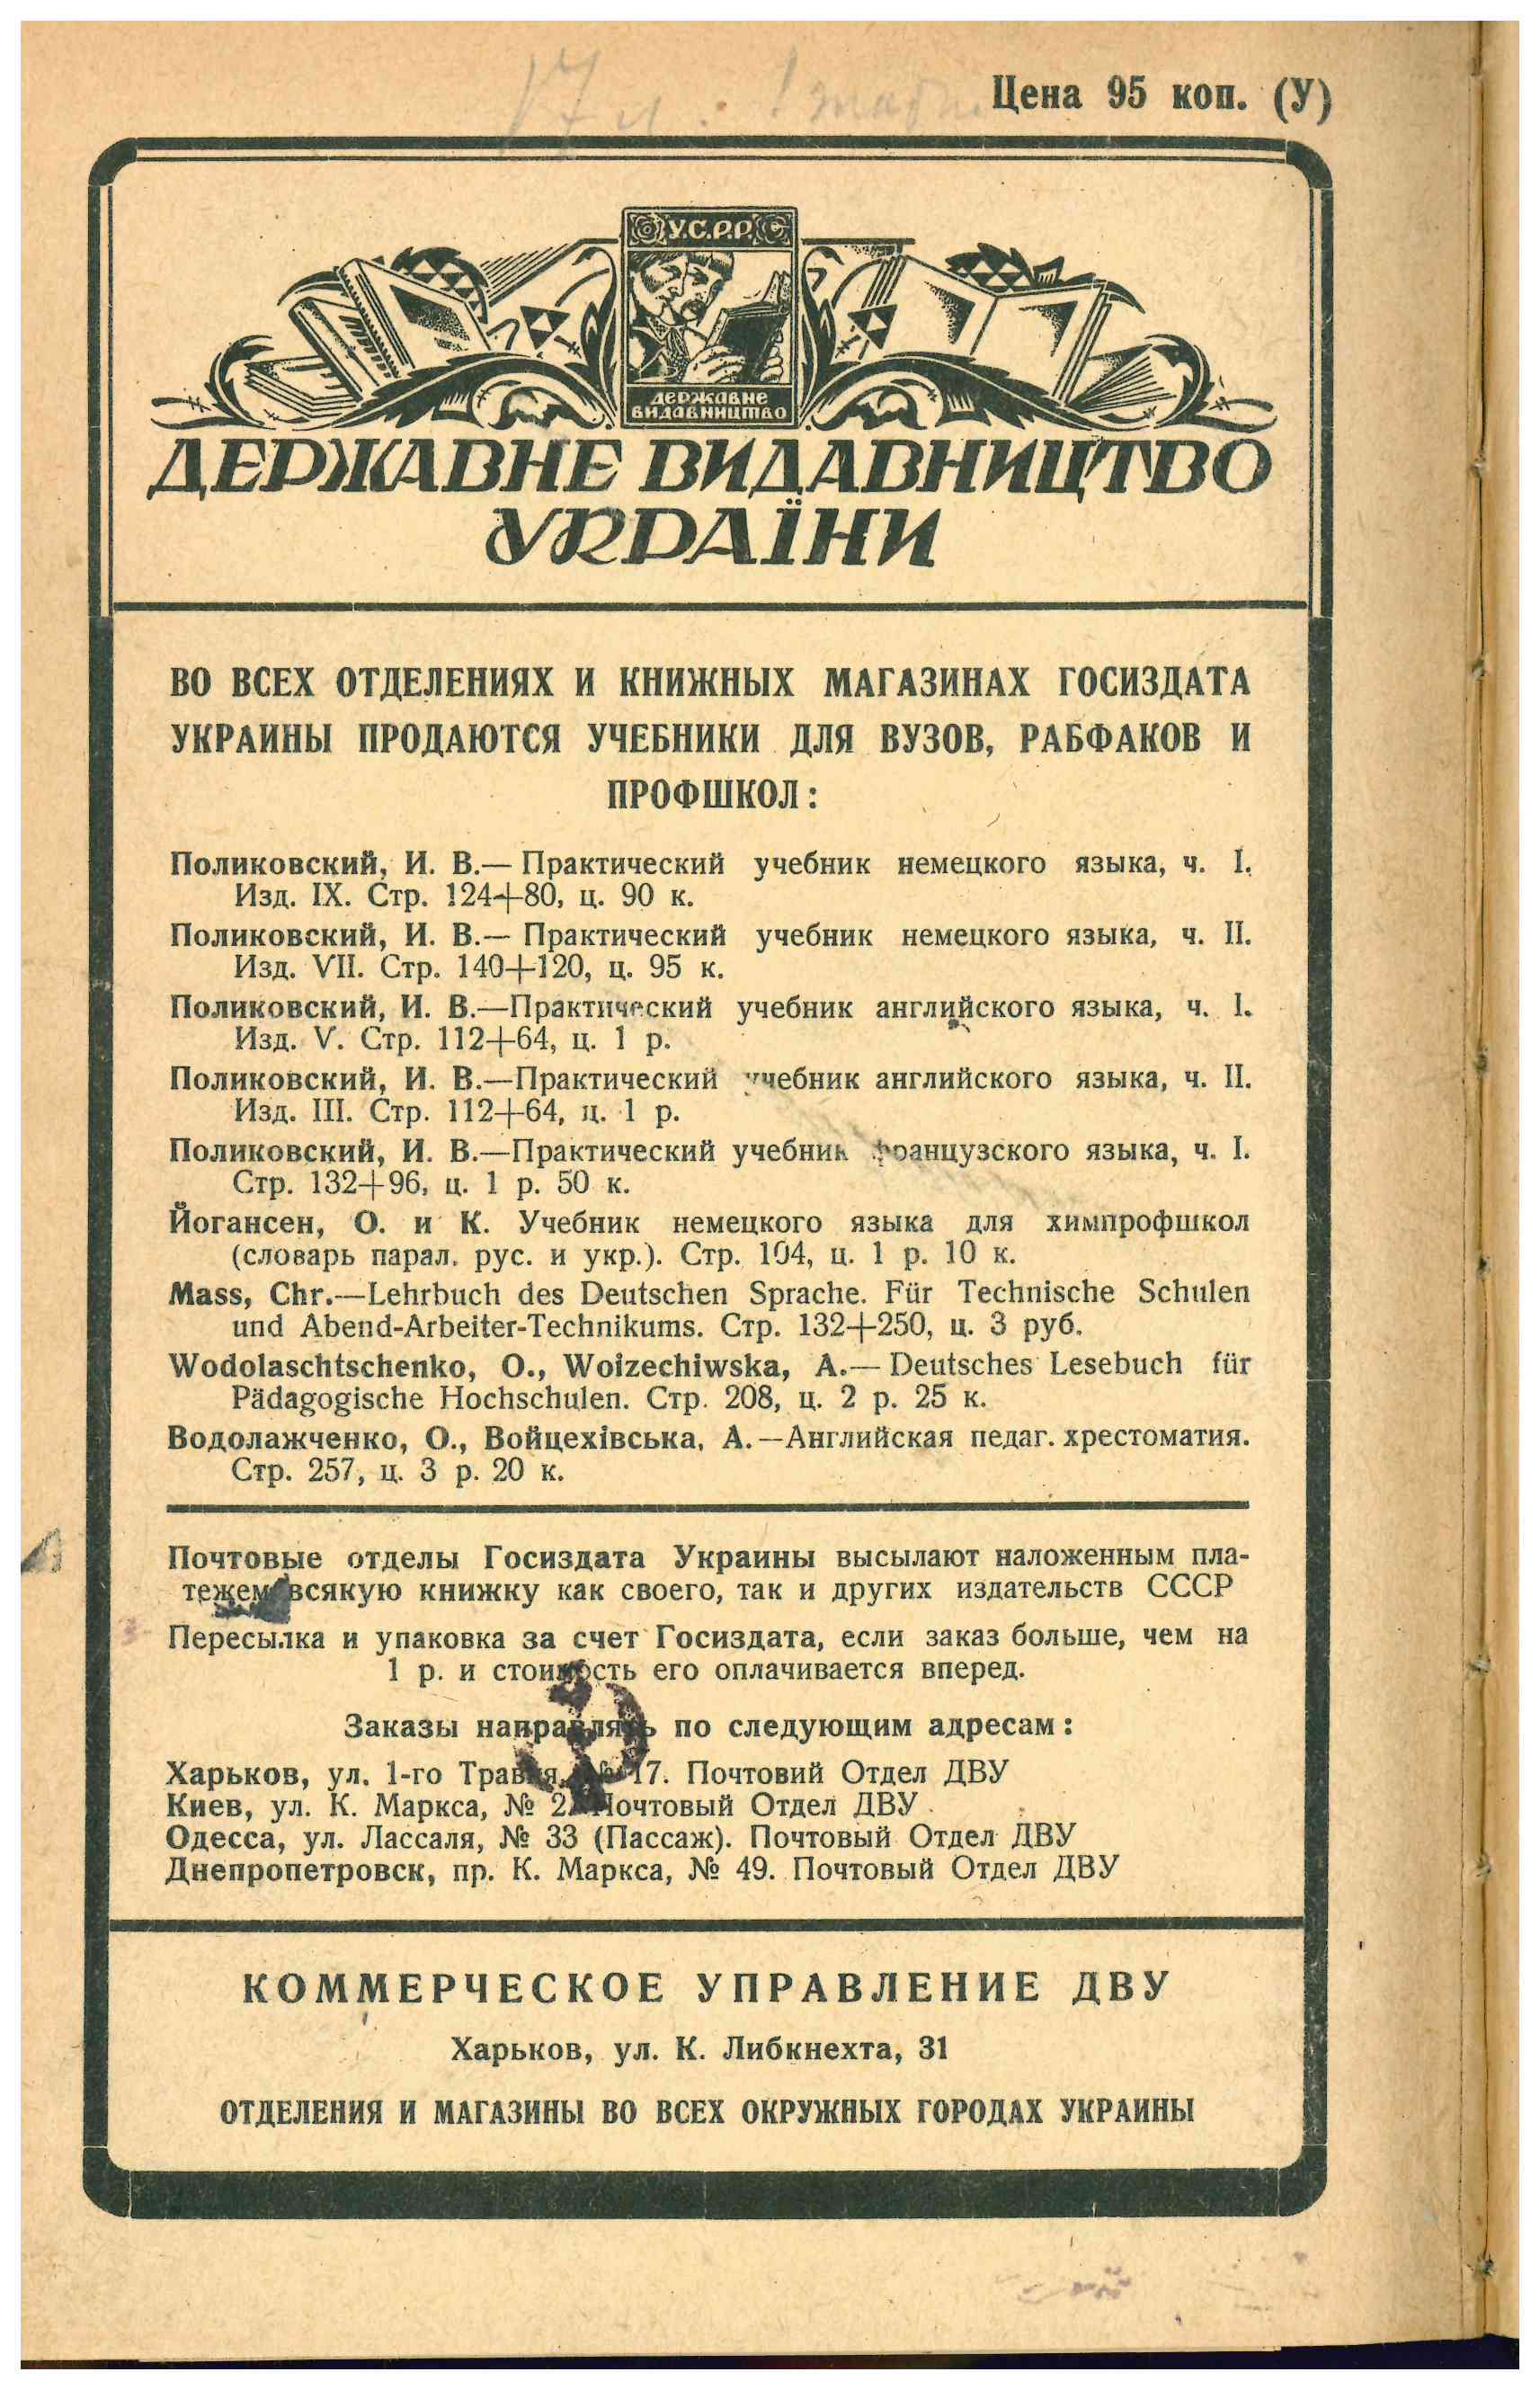 17
Цена 95 коп. (У)
У.С.Р.Р.
державне
видавництво
ДЕРЖАВНЕ ВИДАВНИЦТВО
УКРАЇНИ
ВО ВСЕХ ОТДЕЛЕНИЯХ И КНИЖНЫХ МАГАЗИНАХ ГОСИЗДАТА
УКРАИНЫ ПРОДАЮТСЯ УЧЕБНИКИ ДЛЯ ВУЗОВ, РАБФАКОВ И
ПРОФШКОЛ:
Поликовский, И. В.— Практический учебник немецкого языка, ч. I.
Изд. IX. Стр. 124+80, ц. 90 к.
Поликовский, И. В.— Практический учебник немецкого языка, ч. II.
Изд. VII. Стр. 140+120, ц. 95 к.
Поликовский, И. В.—Практический учебник английского языка, ч. I.
Изд. V. Стр. 112+64, ц. 1 р.
Поликовский, И. В.—Практический учебник английского языка, ч. II.
Изд. III. Стр. 112+64, ц. 1 р.
Поликовский, И. В.—Практический учебник французского языка, ч. I.
Стр. 132+96, ц. 1 р. 50 к.
Йогансен, О. и К. Учебник немецкого языка для химпрофшкол
(словарь парал. рус. и укр.). Стр. 104, ц. 1 р. 10 к.
Mass, Chr.—Lehrbuch des Deutschen Sprache. Für Technische Schulen
und Abend-Arbeiter-Technikums. Стр. 132+250, ц. 3 руб.
Wodolaschtschenko, O., Woizechiwska, A.— Deutsches Lesebuch für
Pädagogische Hochschulen. Стр. 208, ц. 2 р. 25 к.
Водолажченко, О., Войцехівська, А.—Английская педаг. хрестоматия.
Стр. 257, ц. 3 р. 20 к.
Почтовые отделы Госиздата Украины высылают наложенным пла-
тежем всякую книжку как своего, так и других издательств СССР
Пересылка и упаковка за счет Госиздата, если заказ больше, чем на
1 р. и стоимость его оплачивается вперед.
Заказы направлять по следующим адресам:
Харьков, ул. 1-го Травня, № 17. Почтовий Отдел ДВУ
Киев, ул. К. Маркса, № 2. Почтовый Отдел ДВУ
Одесса, ул. Лассаля, № 33 (Пассаж). Почтовый Отдел ДВУ
Днепропетровск, пр. К. Маркса, № 49. Почтовый Отдел ДВУ
КОММЕРЧЕСКОЕ УПРАВЛЕНИЕ ДВУ
Харьков, ул. К. Либкнехта, 31
ОТДЕЛЕНИЯ И МАГАЗИНЫ ВО ВСЕХ ОКРУЖНЫХ ГОРОДАХ УКРАИНЫ